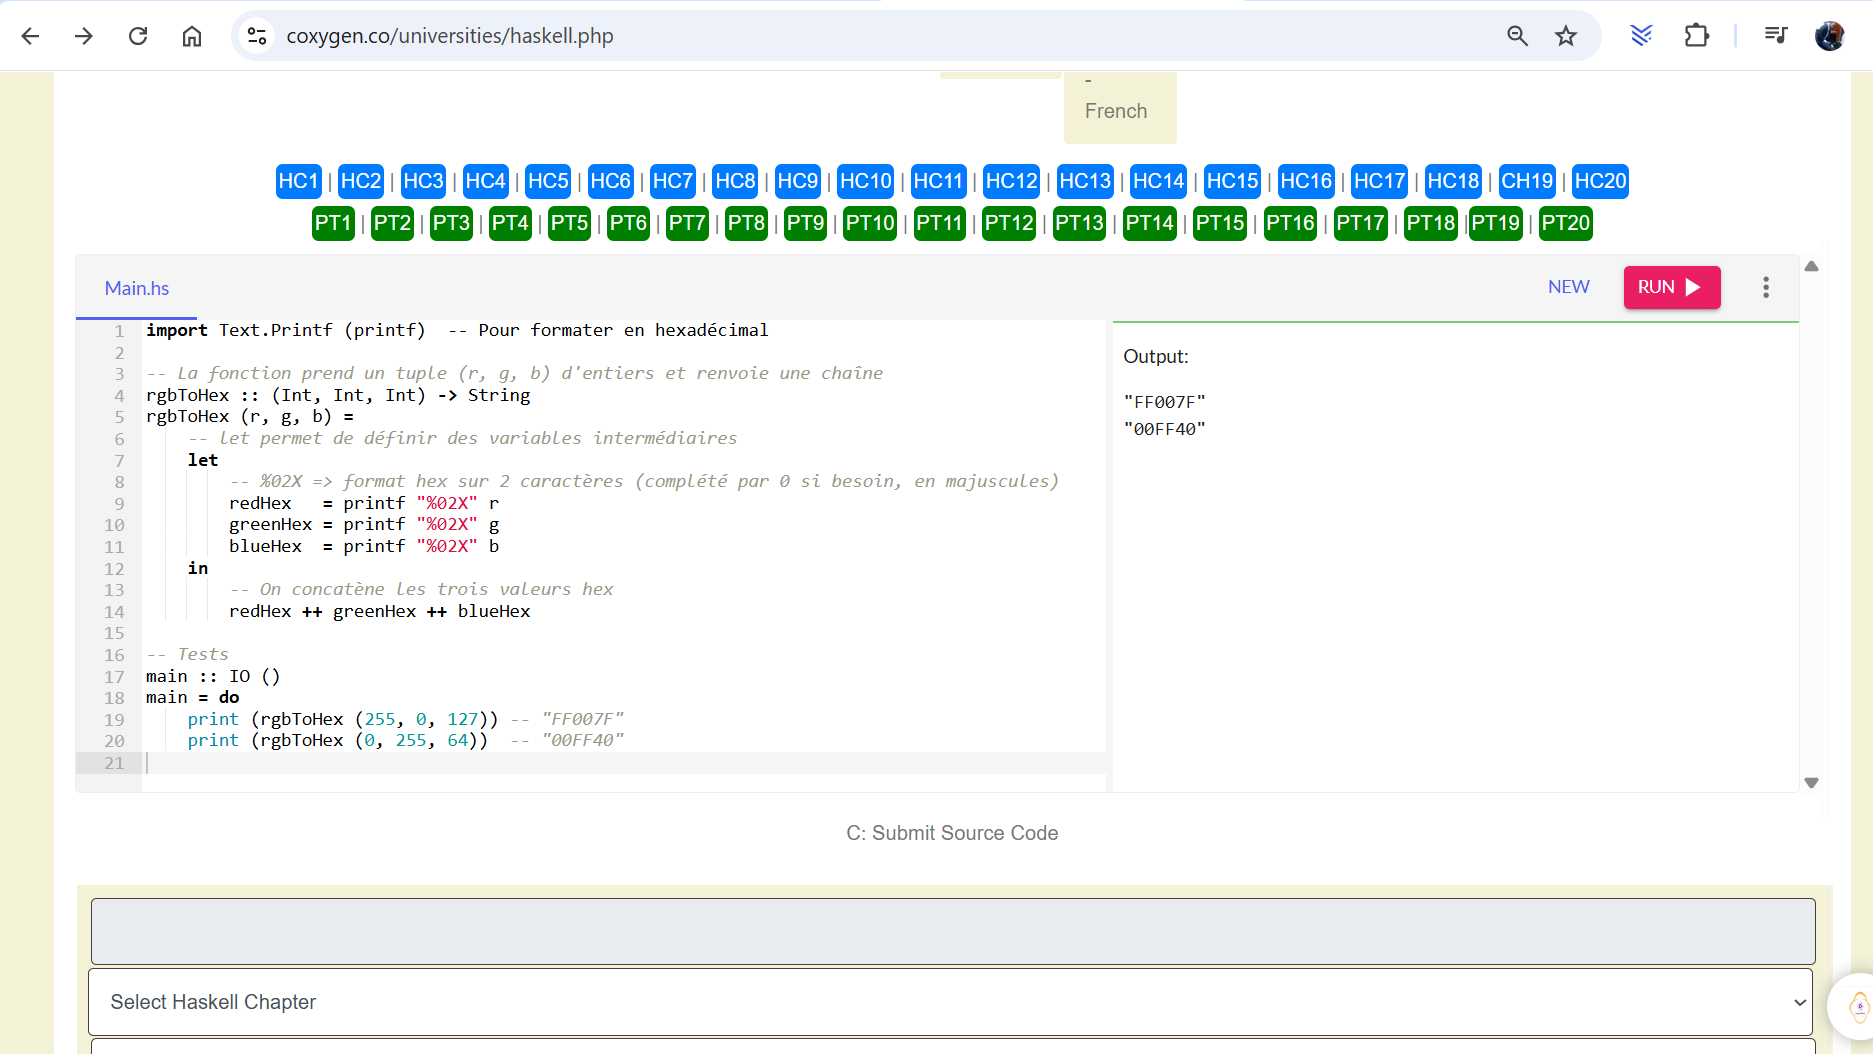 coxygen.co/universities/haskell.php
-
French
HC1 | HC2 | HC3 | HC4 | HC5 | HC6 | HC7 | HC8 | HC9 | HC10 | HC11 | HC12 | HC13 | HC14 | HC15 | HC16 | HC17 | HC18 | CH19 | HC20
PT1 | PT2 | PT3 | PT4 | PT5 | PT6 | PT7 | PT8 | PT9 | PT10 | PT11 | PT12 | PT13 | PT14 | PT15 | PT16 | PT17 | PT18 |PT19 | PT20
Main.hs
NEW
RUN
1 import Text.Printf (printf)  -- Pour formater en hexadécimal
2
3 -- La fonction prend un tuple (r, g, b) d'entiers et renvoie une chaîne
4 rgbToHex :: (Int, Int, Int) -> String
5 rgbToHex (r, g, b) =
6     -- let permet de définir des variables intermédiaires
7     let
8         -- %02X => format hex sur 2 caractères (complété par 0 si besoin, en majuscules)
9         redHex   = printf "%02X" r
10         greenHex = printf "%02X" g
11         blueHex  = printf "%02X" b
12     in
13         -- On concatène les trois valeurs hex
14         redHex ++ greenHex ++ blueHex
15
16 -- Tests
17 main :: IO ()
18 main = do
19     print (rgbToHex (255, 0, 127)) -- "FF007F"
20     print (rgbToHex (0, 255, 64))  -- "00FF40"
21
Output:
"FF007F"
"00FF40"
C: Submit Source Code
Select Haskell Chapter